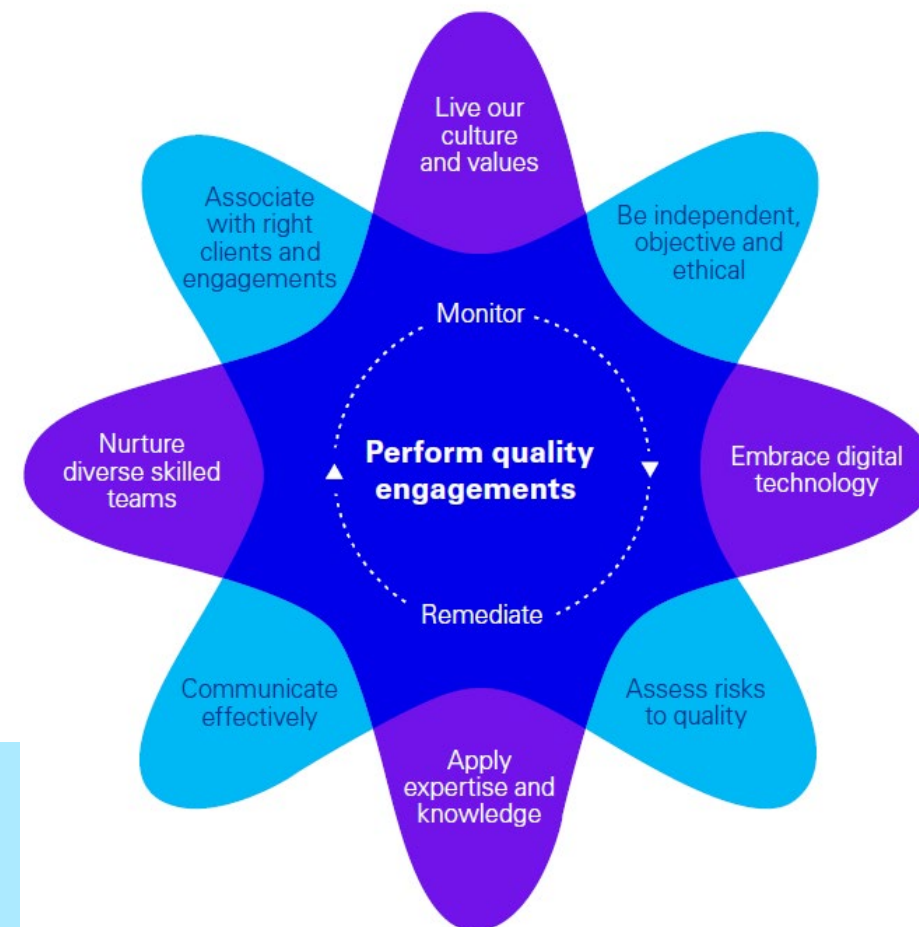 Live our
culture
and values
Be independent,
objective and
ethical
Embrace digital
technology
Assess risks
to quality
Apply
expertise and
knowledge
Communicate
effectively
Nurture
diverse skilled
teams
Associate
with right
clients and
engagements
Monitor
Perform quality
engagements
Remediate